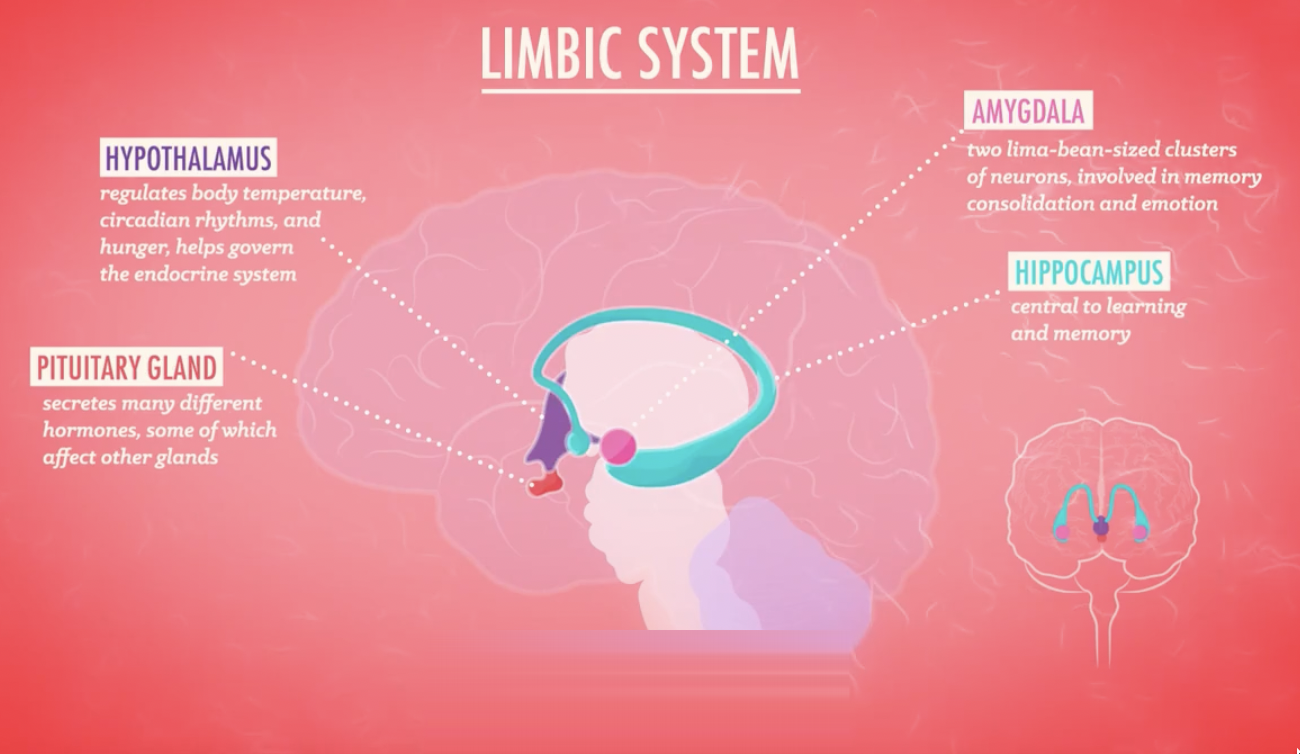 LIMBIC SYSTEM
HYPOTHALAMUS
regulates body temperature,
circadian rhythms, and
hunger, helps govern
the endocrine system
PITUITARY GLAND
secretes many different
hormones, some of which
affect other glands
AMYGDALA
two lima-bean-sized clusters
of neurons, involved in memory
consolidation and emotion
HIPPOCAMPUS
central to learning
and memory